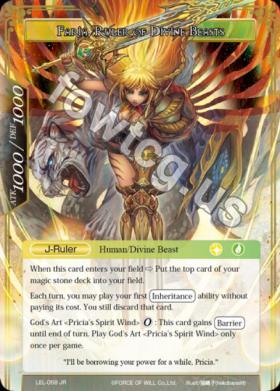 Faria, Ruler of Divine Beasts
ATK 1000 / DEF 1000
fowtcg.us
J-Ruler
Human/Divine Beast
When this card enters your field ⇨ Put the top card of your
magic stone deck into your field.
Each turn, you may play your first Inheritance ability without
paying its cost. You still discard that card.
God's Art <Pricia's Spirit Wind> 0 : This card gains Barrier
until end of turn. Play God's Art <Pricia's Spirit Wind> only
once per game.
"I'll be borrowing your power for a while, Pricia."
LEL-058 JR
©FORCE OF WILL Co.,Ltd.